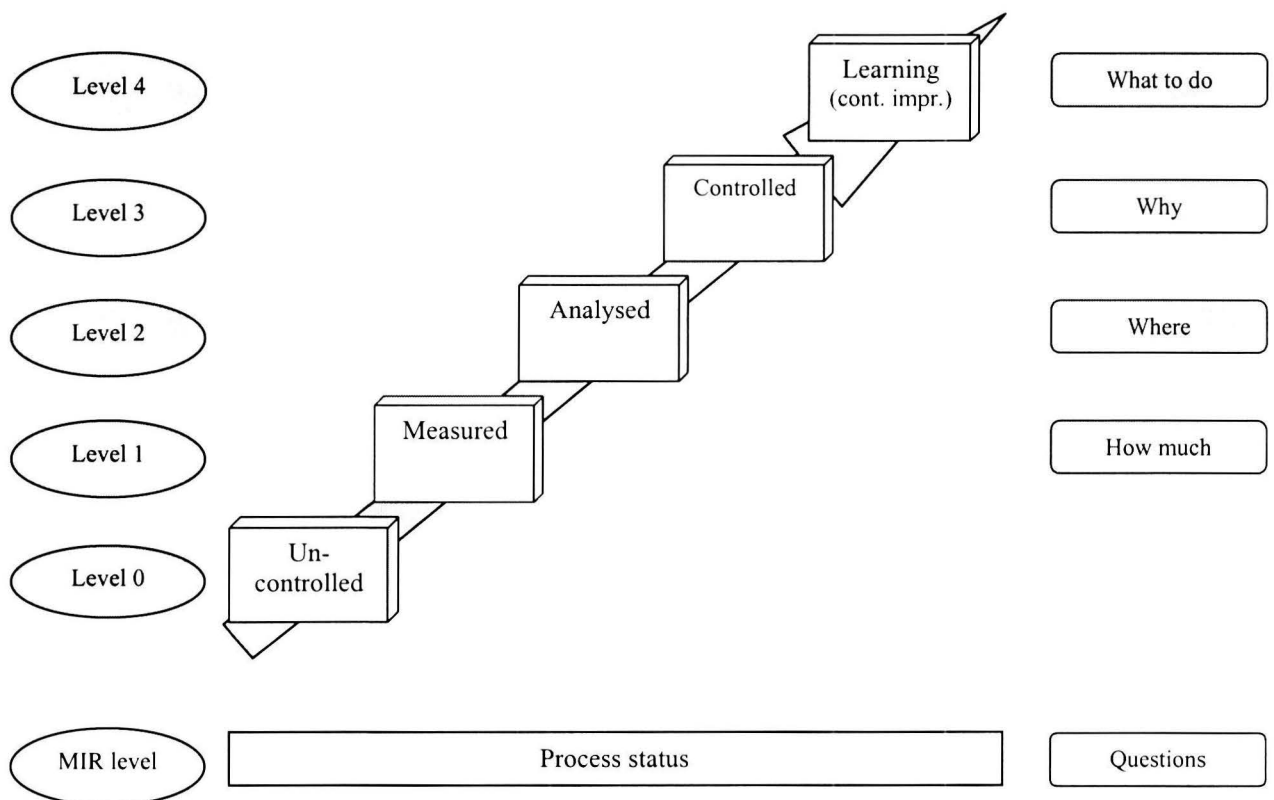 Level 4
Learning
(cont. impr.)
What to do
Level 3
Controlled
Why
Level 2
Analysed
Where
Level 1
Measured
How much
Level 0
Un-
controlled
MIR level
Process status
Questions